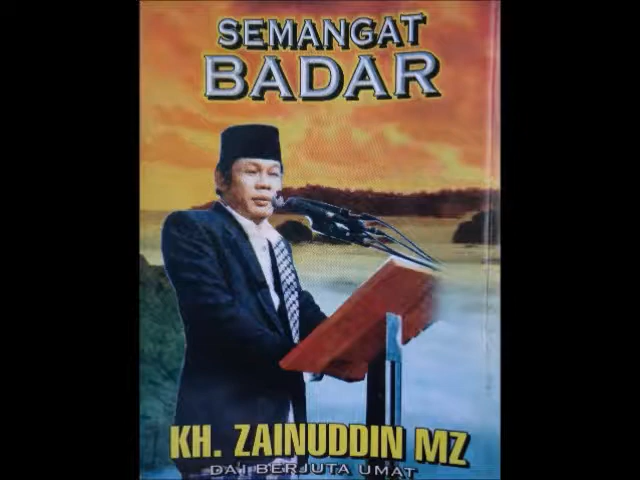 SEMANGAT
BADAR
KH. ZAINUDDIN MZ
DAI BERJUTA UMAT